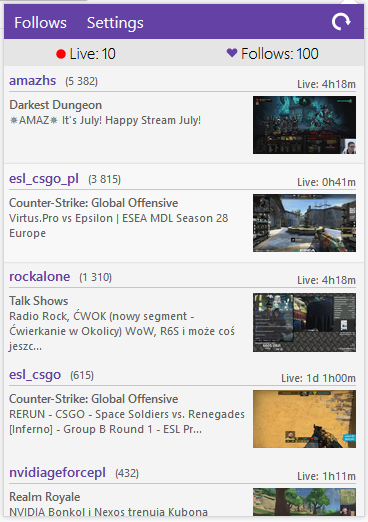 Follows Settings
Live: 10 Follows: 100
amazhs (5 382) Live: 4h18m
Darkest Dungeon
✵AMAZ✵ It's July! Happy Stream July!
esl_csgo_pl (3 815) Live: 0h41m
Counter-Strike: Global Offensive
Virtus.Pro vs Epsilon | ESEA MDL Season 28
Europe
rockalone (1 310) Live: 4h18m
Talk Shows
Radio Rock, ĆWOK (nowy segment -
Ćwierkanie w Okolicy) WoW, R6S i może coś
jeszc...
esl_csgo (615) Live: 1d 1h00m
Counter-Strike: Global Offensive
RERUN - CSGO - Space Soldiers vs. Renegades
[Inferno] - Group B Round 1 - ESL Pr...
nvidiageforcepl (432) Live: 1h11m
Realm Royale
NVIDIA Bonkol i Nexos trenują Kubona